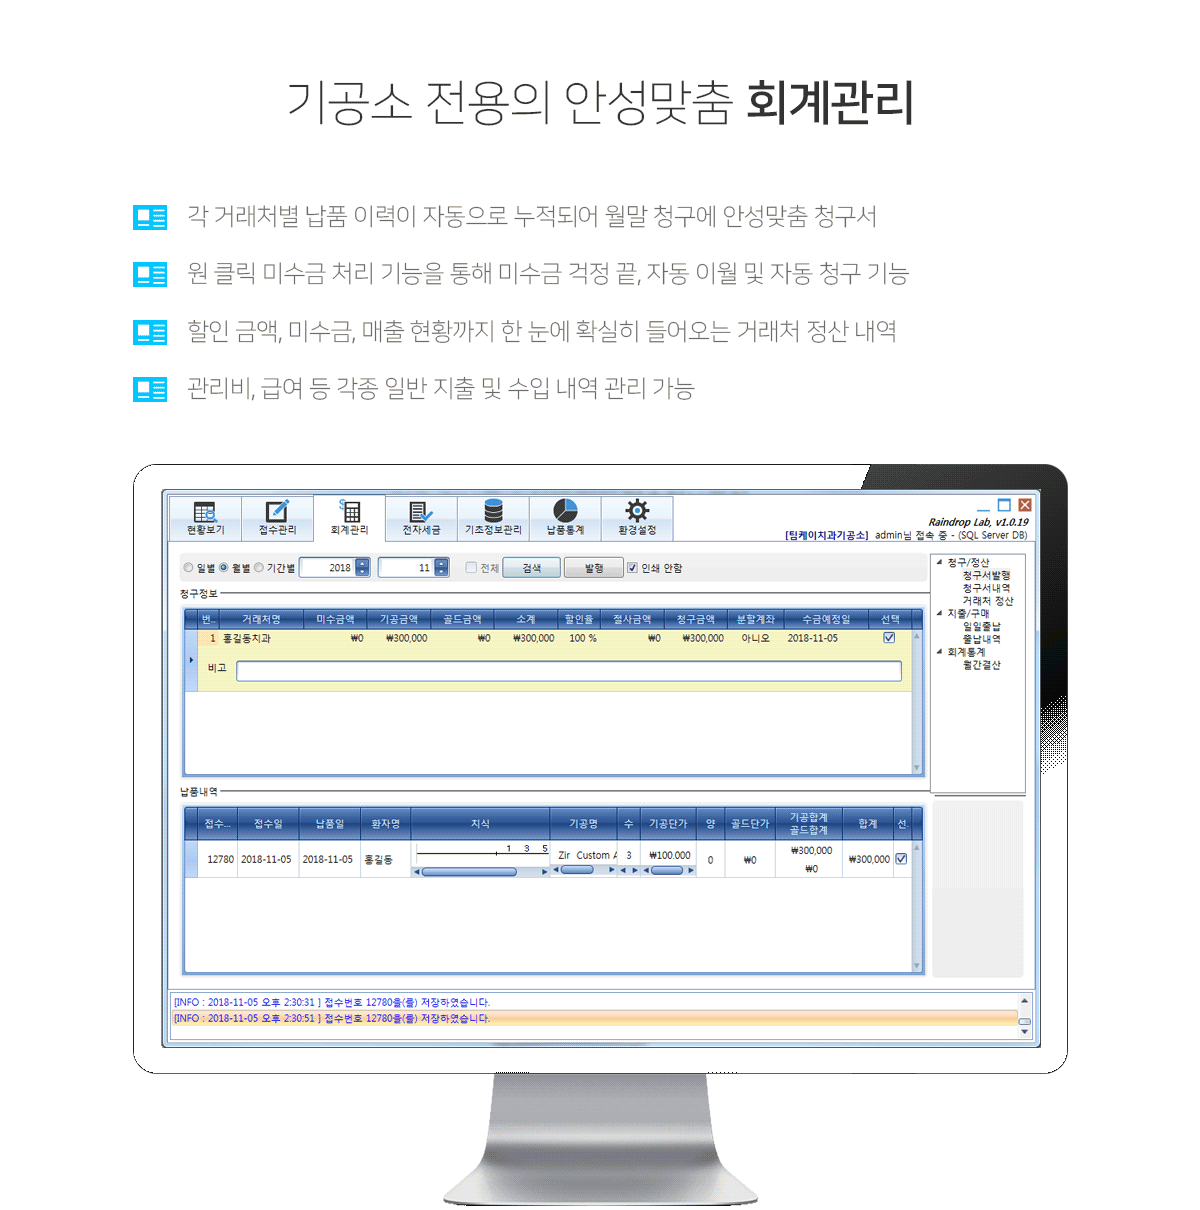 기공소 전용의 안성맞춤 회계관리
각 거래처별 납품 이력이 자동으로 누적되어 월말 청구에 안성맞춤 청구서
원 클릭 미수금 처리 기능을 통해 미수금 걱정 끝, 자동 이월 및 자동 청구 기능
할인 금액, 미수금, 매출 현황까지 한 눈에 확실히 들어오는 거래처 정산 내역
관리비, 급여 등 각종 일반 지출 및 수입 내역 관리 가능
현황보기 접수관리 회계관리 전자세금 기초정보관리 납품통계 환경설정
Raindrop Lab, v1.0.19
[팀케이치과기공소] admin님 접속 중 - (SQL Server DB)
일별 월별 기간별 2018 11 전체 검색 발행 인쇄 안함
청구정보
번.. 거래처명 미수금액 기공금액 골드금액 소계 할인율 절사금액 청구금액 분할계좌 수금예정일 선택
1 홍길동치과 ₩0 ₩300,000 ₩0 ₩300,000 100 % ₩0 ₩300,000 아니오 2018-11-05
비고
청구/정산
청구서발행
청구서내역
거래처 정산
지출/구매
일일출납
월납내역
회계통계
월간결산
납품내역
접수... 접수일 납품일 환자명 치식 기공명 수 기공단가 양 골드단가 기공합계 골드합계 합계 선
12780 2018-11-05 2018-11-05 홍길동 1 3 5 Zir Custom A 3 ₩100,000 0 ₩0 ₩300,000 ₩0 ₩300,000
[INFO : 2018-11-05 오후 2:30:31 ] 접수번호 12780을(를) 저장하였습니다.
[INFO : 2018-11-05 오후 2:30:51 ] 접수번호 12780을(를) 저장하였습니다.